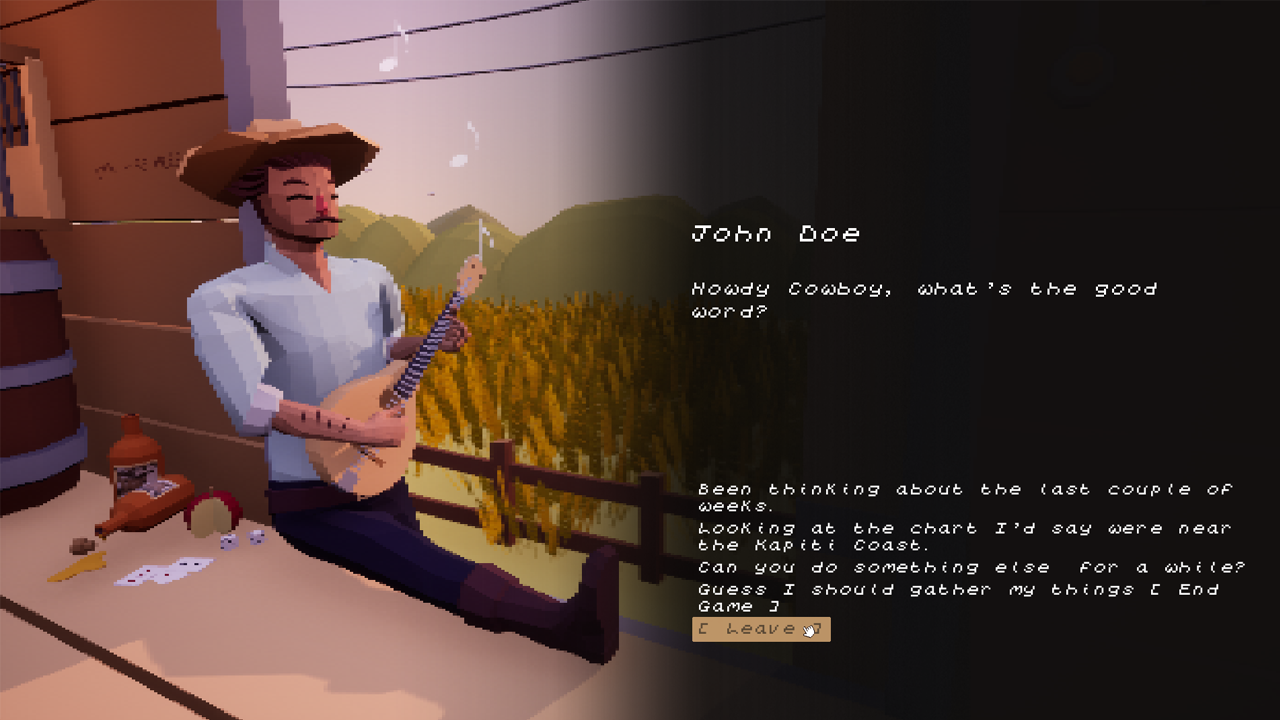 John Doe
Howdy Cowboy, what's the good
word?
Been thinking about the last couple of
weeks.
Looking at the chart I'd say were near
the Kapiti Coast.
Can you do something else for a while?
Guess I should gather my things [ End
Game ]
[ Leave ]